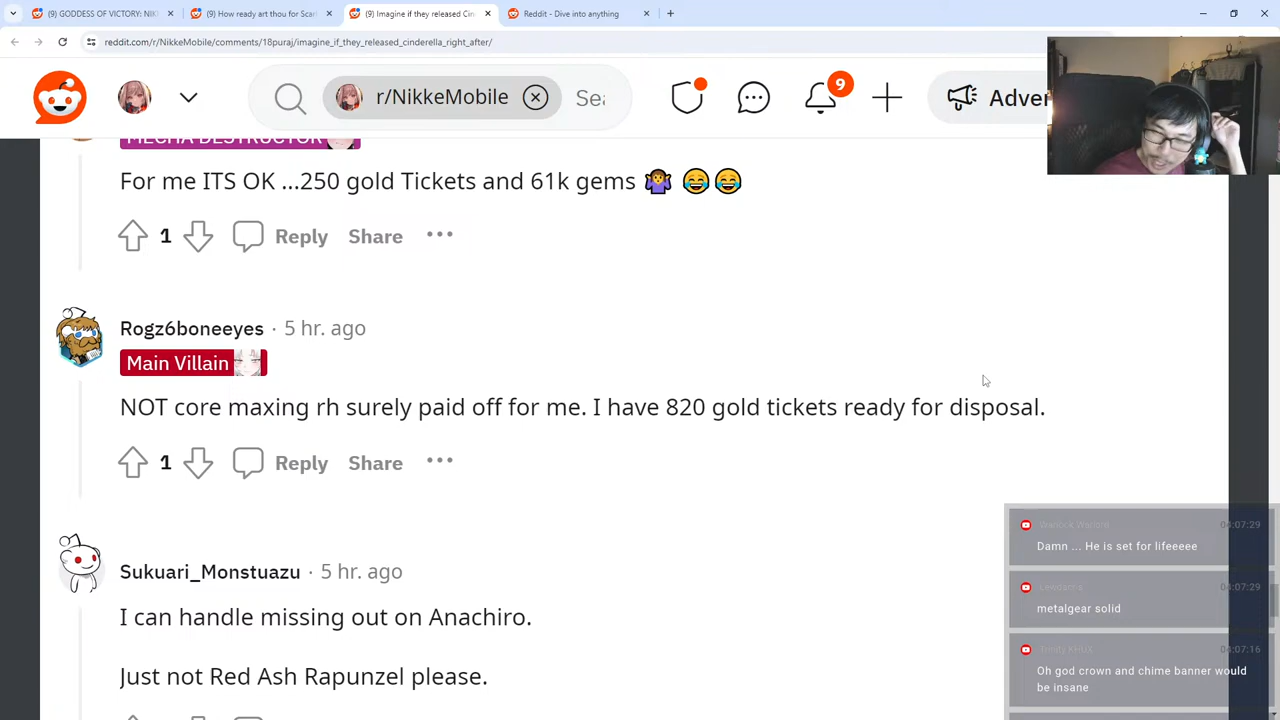 (9) GODDESS OF VICTORY: NIK
(9) How ready art thou for Scar
(9) Imagine if they released Cin
Reddit - Dive into anything
reddit.com/r/NikkeMobile/comments/18puraj/imagine_if_they_released_cinderella_right_after/
r/NikkeMobile
Sea
9
Adver
MECHA DESTRUCTOR
For me ITS OK ...250 gold Tickets and 61k gems 🤷‍♀️ 😂😂
1 Reply Share
Rogz6boneeyes · 5 hr. ago
Main Villain
NOT core maxing rh surely paid off for me. I have 820 gold tickets ready for disposal.
1 Reply Share
Sukuari_Monstuazu · 5 hr. ago
I can handle missing out on Anachiro.
Just not Red Ash Rapunzel please.
Damn ... He is set for lifeeeee
metalgear solid
Oh god crown and chime banner would
be insane